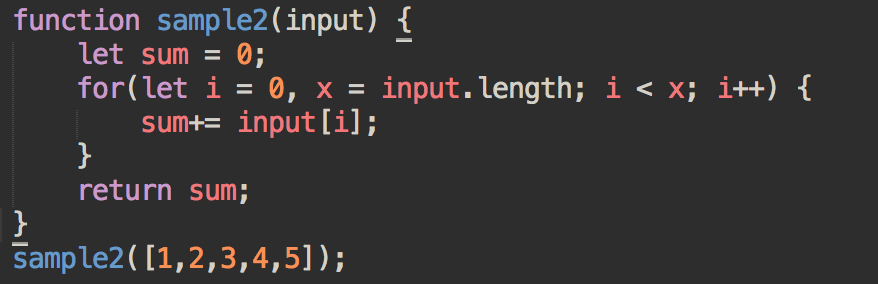 function sample2(input) {
    let sum = 0;
    for(let i = 0, x = input.length; i < x; i++) {
        sum+= input[i];
    }
    return sum;
}
sample2([1,2,3,4,5]);